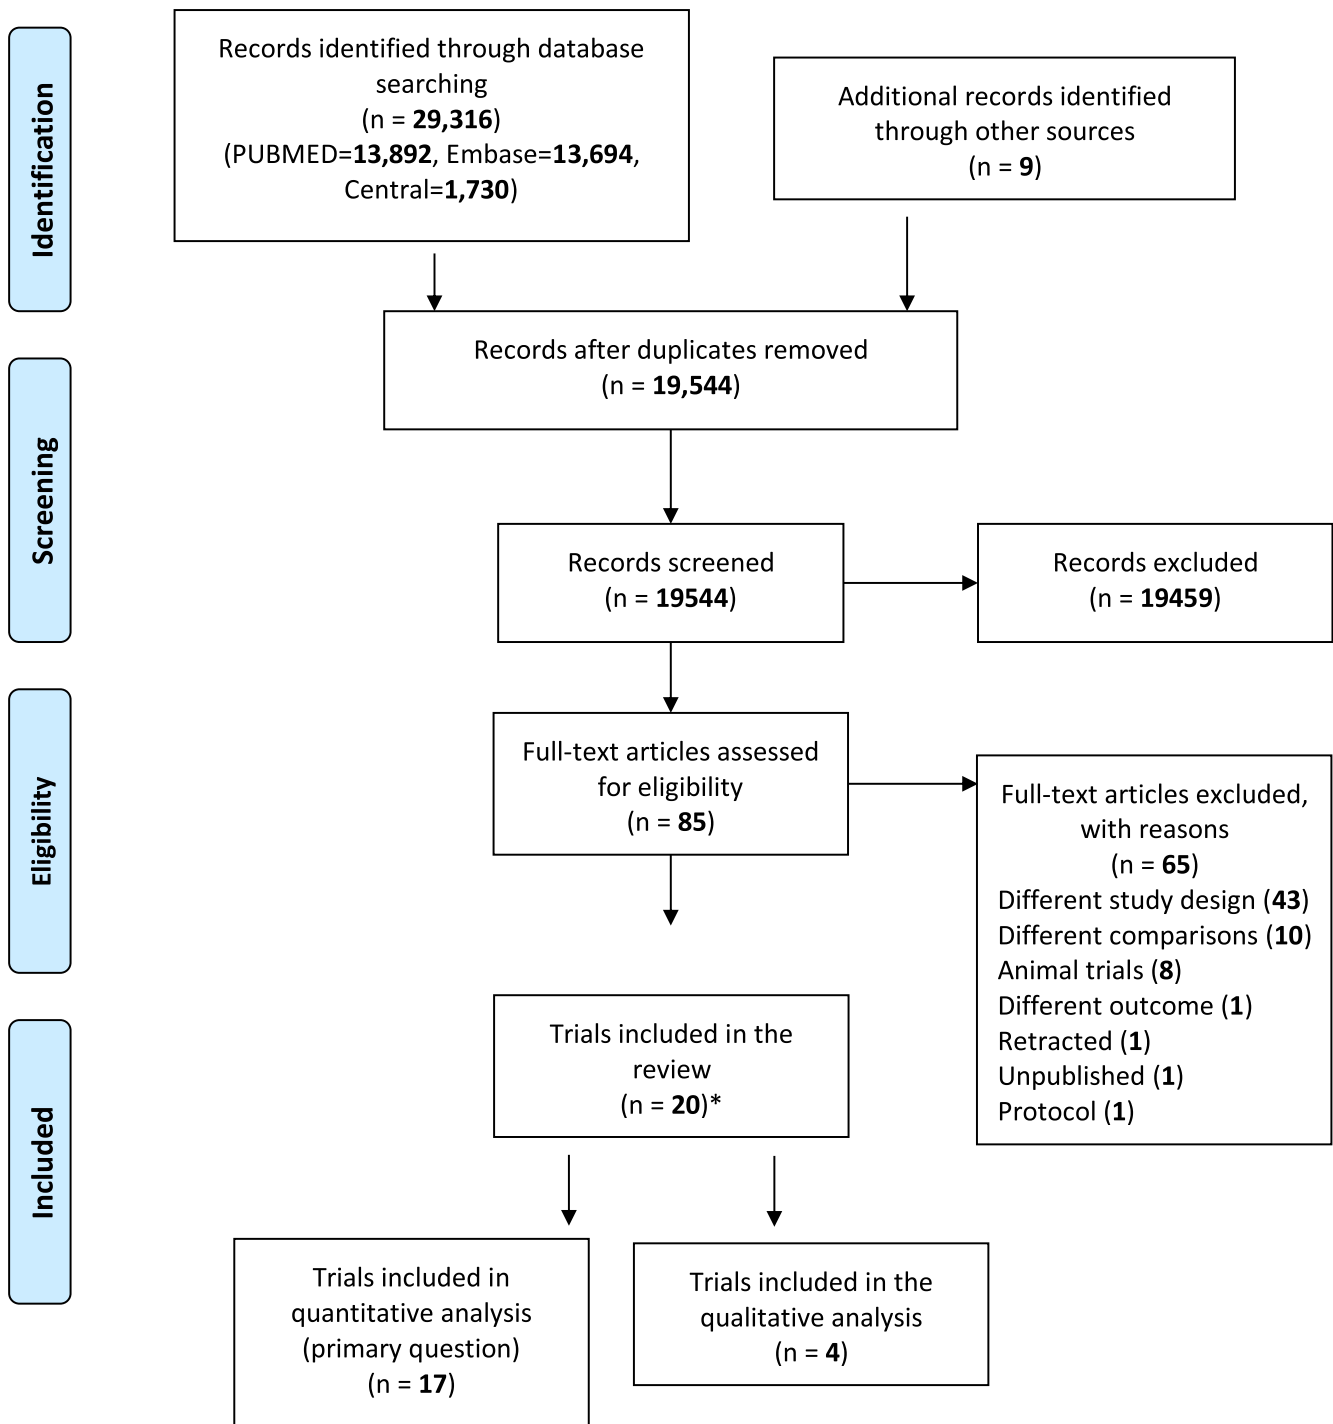 Identification
Records identified through database
searching
(n = 29,316)
(PUBMED=13,892, Embase=13,694,
Central=1,730)
Additional records identified
through other sources
(n = 9)
Records after duplicates removed
(n = 19,544)
Screening
Records screened
(n = 19544)
Records excluded
(n = 19459)
Eligibility
Full-text articles assessed
for eligibility
(n = 85)
Full-text articles excluded,
with reasons
(n = 65)
Different study design (43)
Different comparisons (10)
Animal trials (8)
Different outcome (1)
Retracted (1)
Unpublished (1)
Protocol (1)
Included
Trials included in the
review
(n = 20)*
Trials included in
quantitative analysis
(primary question)
(n = 17)
Trials included in the
qualitative analysis
(n = 4)